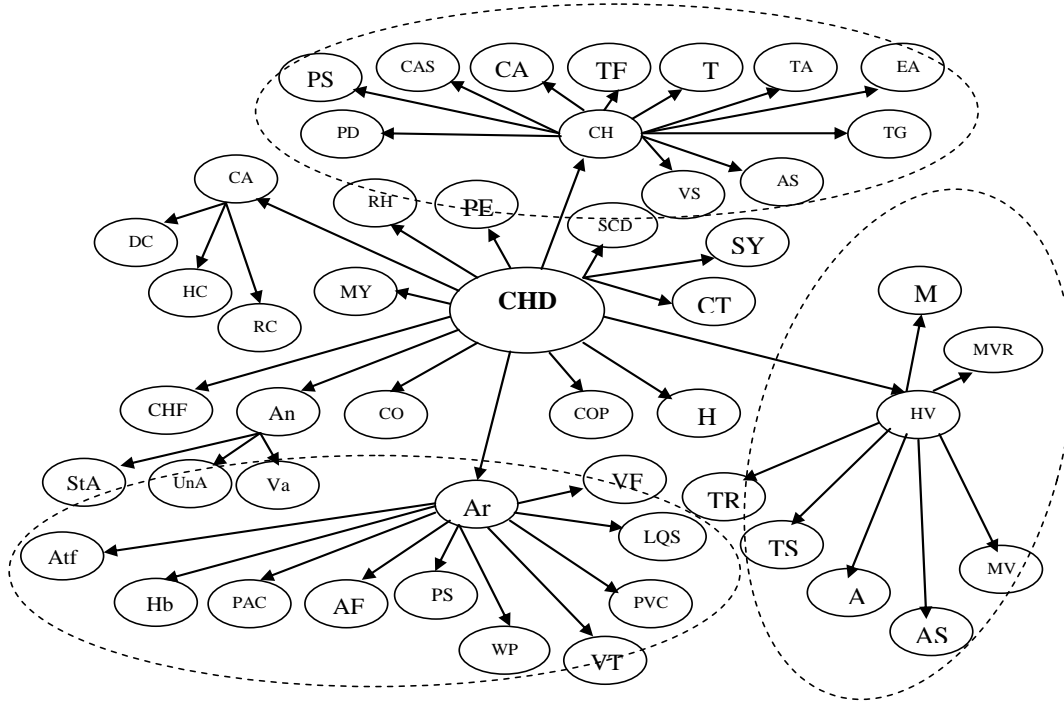 PS
CAS
CA
TF
T
TA
EA
PD
CH
TG
CA
RH
PE
VS
AS
SCD
DC
SY
HC
MY
CHD
CT
M
RC
MVR
CHF
An
CO
COP
H
HV
StA
UnA
Va
Ar
VF
TR
Atf
LQS
TS
MV
Hb
PAC
AF
PS
PVC
A
WP
VT
AS